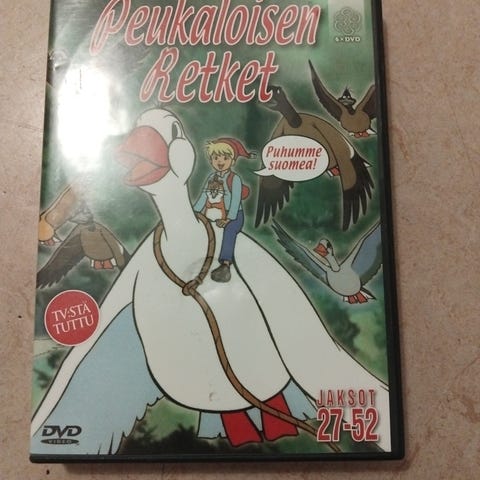 Peukaloisen
Retket
6×DVD
Puhumme
suomea!
TV:STÄ
TUTTU
JAKSOT
27-52
DVD
VIDEO